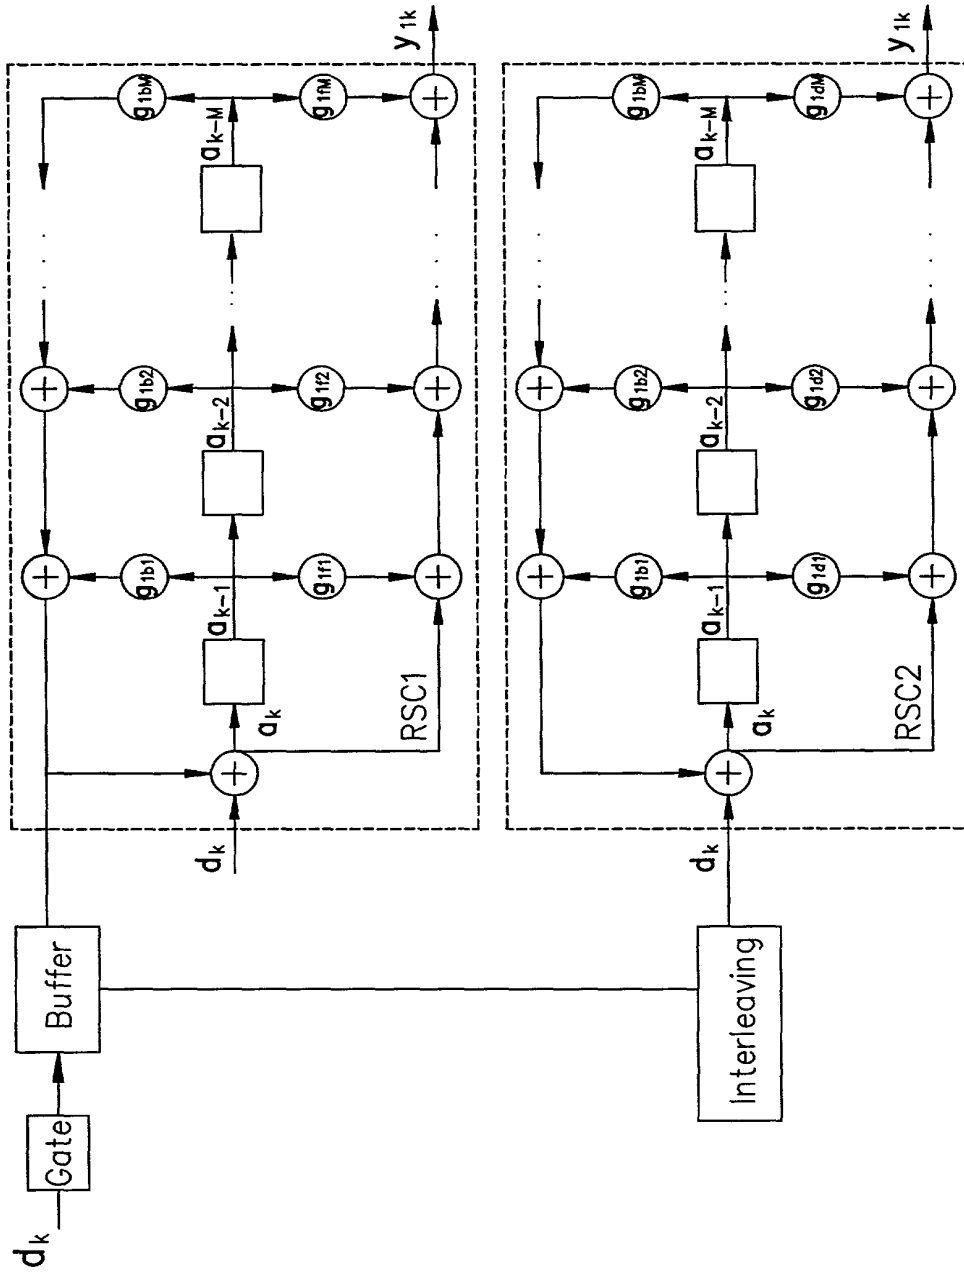 d_k
Gate
Buffer
Interleaving
d_k
RSC1
a_k
a_{k-1}
a_{k-2}
a_{k-M}
g_{1b1}
g_{1b2}
g_{1bM}
g_{1f1}
g_{1f2}
g_{1fM}
y_{1k}
d_k
RSC2
a_k
a_{k-1}
a_{k-2}
a_{k-M}
g_{1b1}
g_{1b2}
g_{1bM}
g_{1d1}
g_{1d2}
g_{1dM}
y_{1k}